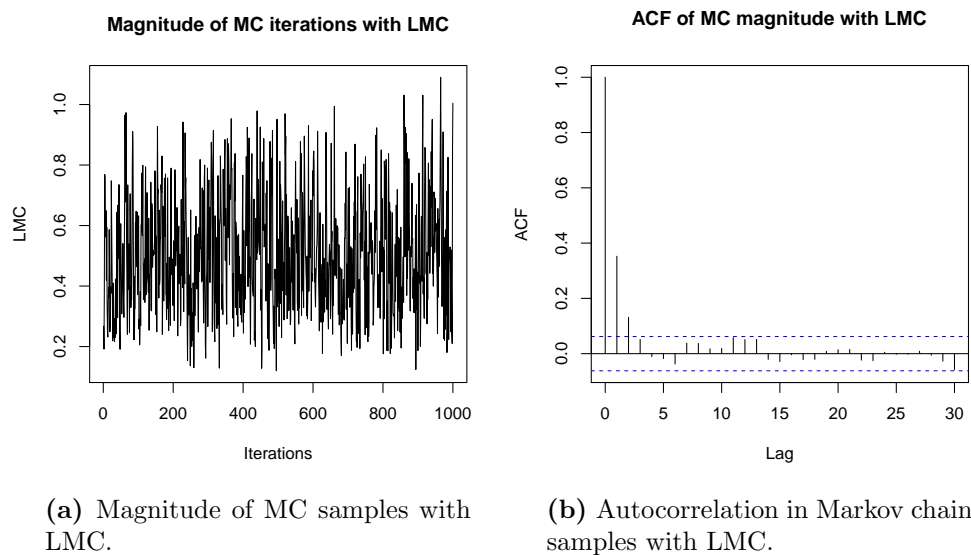 Magnitude of MC iterations with LMC
LMC
1.0
0.8
0.6
0.4
0.2
0
200
400
600
800
1000
Iterations
(a) Magnitude of MC samples with
LMC.
ACF of MC magnitude with LMC
ACF
1.0
0.8
0.6
0.4
0.2
0.0
0
5
10
15
20
25
30
Lag
(b) Autocorrelation in Markov chain
samples with LMC.